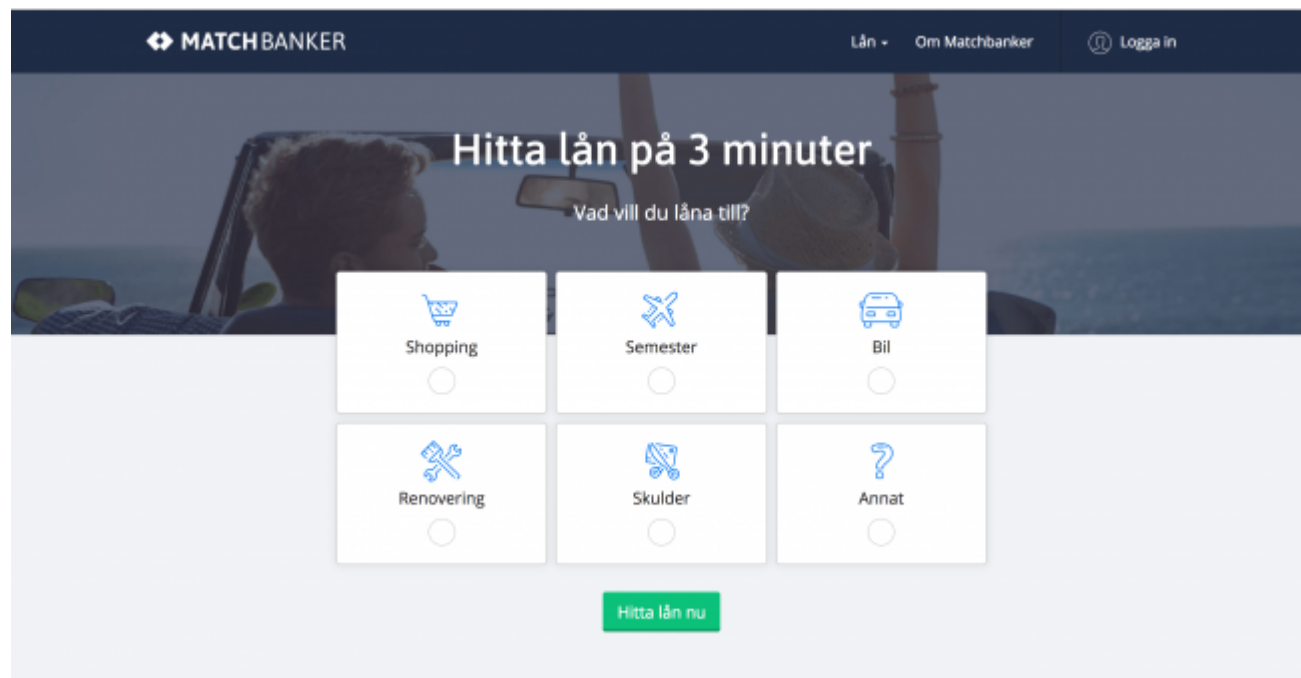 MATCHBANKER
Lån
Om Matchbanker
Logga in
Hitta lån på 3 minuter
Vad vill du låna till?
Shopping
Semester
Bil
Renovering
Skulder
Annat
Hitta lån nu